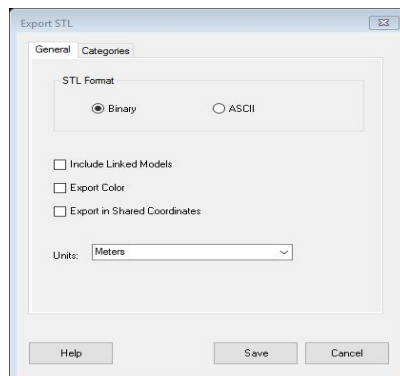 Export STL
General Categories
STL Format
Binary ASCII
Include Linked Models
Export Color
Export in Shared Coordinates
Units: Meters
Help Save Cancel